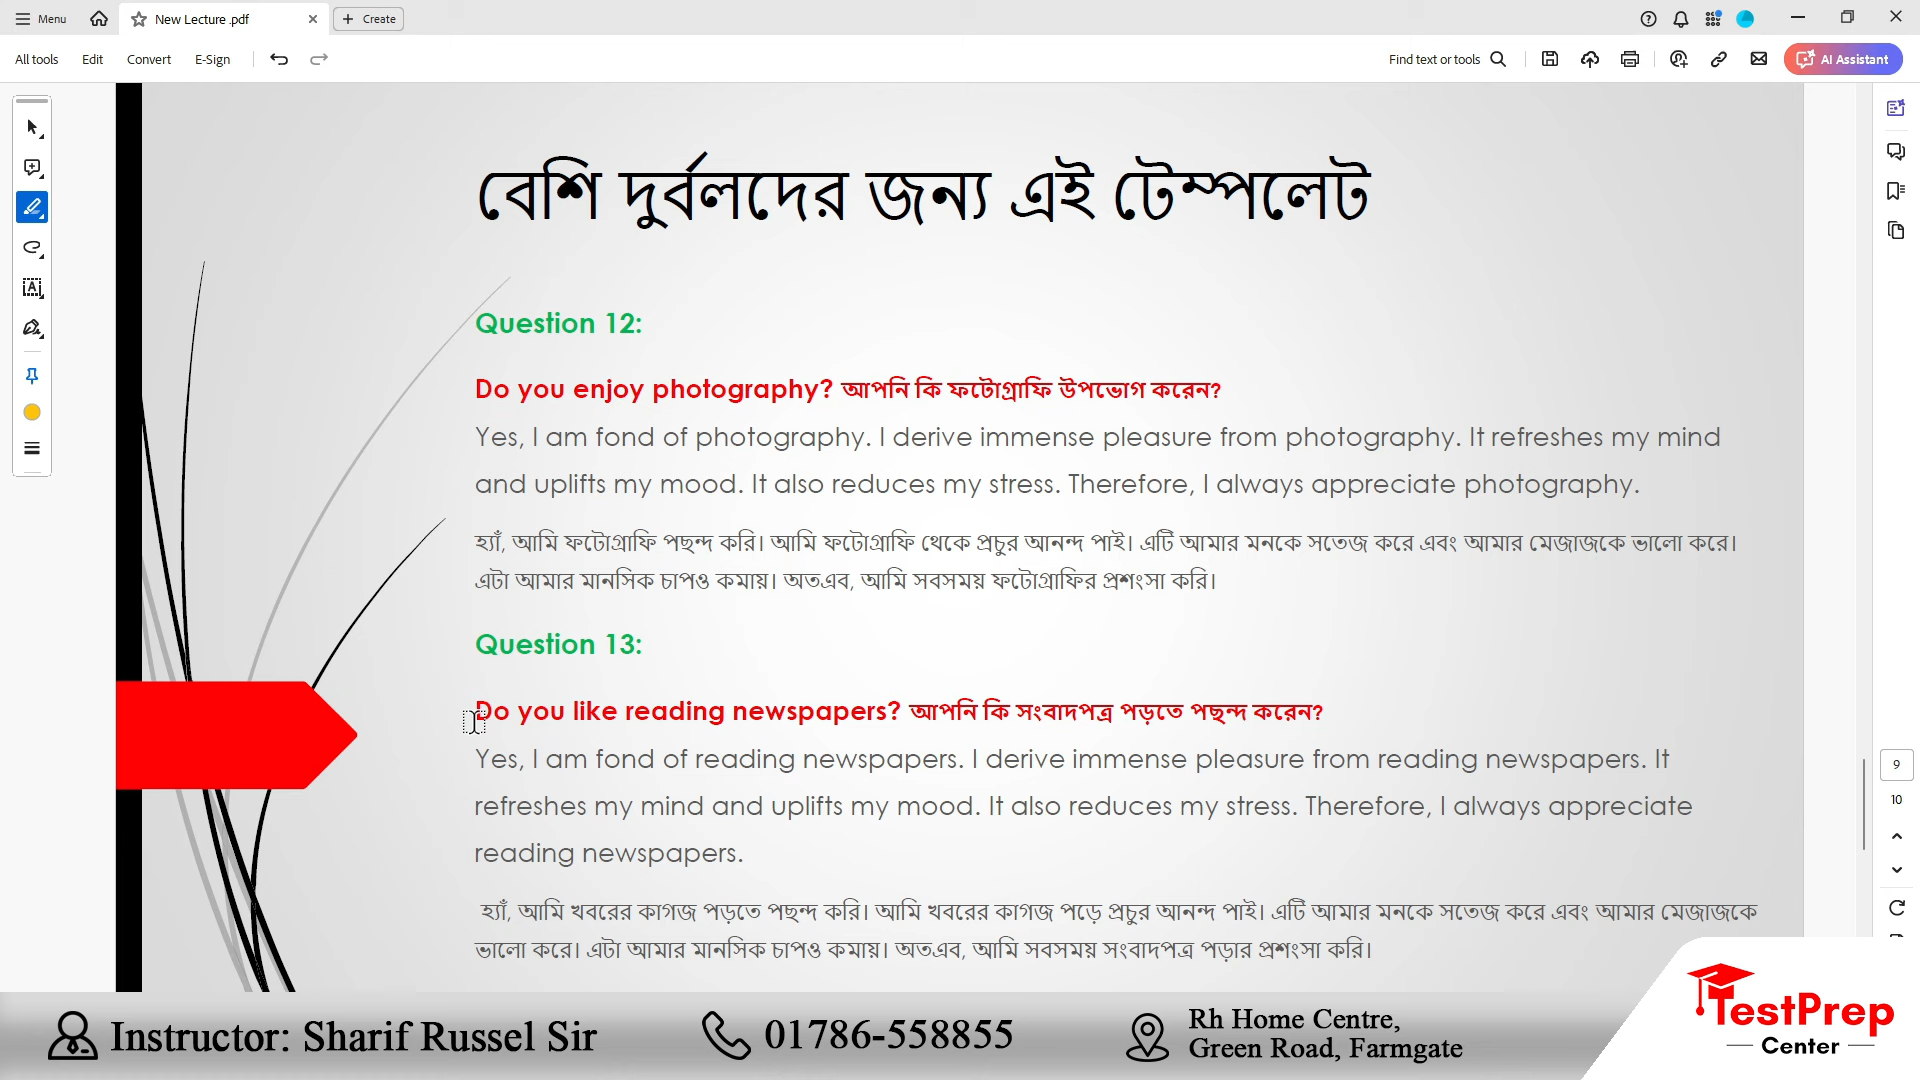 Menu
New Lecture .pdf
Create
All tools
Edit
Convert
E-Sign
Find text or tools
AI Assistant
বেশি দুর্বলদের জন্য এই টেম্পলেট
Question 12:
Do you enjoy photography? আপনি কি ফটোগ্রাফি উপভোগ করেন?
Yes, I am fond of photography. I derive immense pleasure from photography. It refreshes my mind
and uplifts my mood. It also reduces my stress. Therefore, I always appreciate photography.
হ্যাঁ, আমি ফটোগ্রাফি পছন্দ করি। আমি ফটোগ্রাফি থেকে প্রচুর আনন্দ পাই। এটি আমার মনকে সতেজ করে এবং আমার মেজাজকে ভালো করে।
এটা আমার মানসিক চাপও কমায়। অতএব, আমি সবসময় ফটোগ্রাফির প্রশংসা করি।
Question 13:
Do you like reading newspapers? আপনি কি সংবাদপত্র পড়তে পছন্দ করেন?
Yes, I am fond of reading newspapers. I derive immense pleasure from reading newspapers. It
refreshes my mind and uplifts my mood. It also reduces my stress. Therefore, I always appreciate
reading newspapers.
হ্যাঁ, আমি খবরের কাগজ পড়তে পছন্দ করি। আমি খবরের কাগজ পড়ে প্রচুর আনন্দ পাই। এটি আমার মনকে সতেজ করে এবং আমার মেজাজকে
ভালো করে। এটা আমার মানসিক চাপও কমায়। অতএব, আমি সবসময় সংবাদপত্র পড়ার প্রশংসা করি।
9
10
Instructor: Sharif Russel Sir
01786-558855
Rh Home Centre,
Green Road, Farmgate
TestPrep
Center